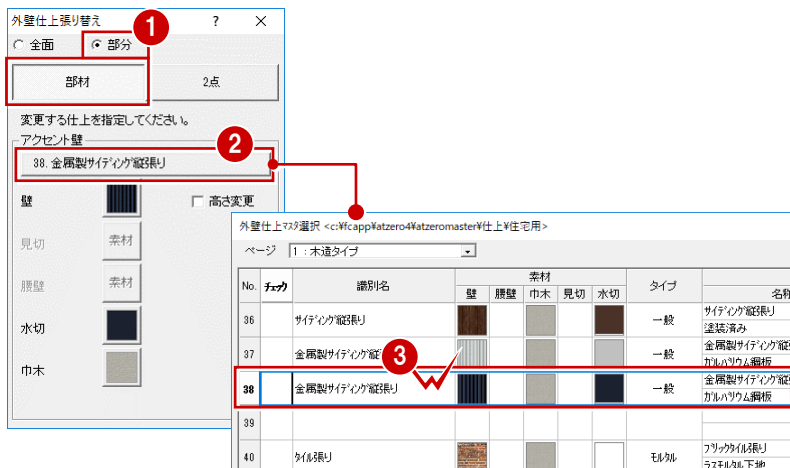 外壁仕上張り替え ? ×
1
全面 部分
部材 2点
変更する仕上を指定してください。
アクセント壁
2
38. 金属製サイディング縦張り
壁 高さ変更
見切 素材
腰壁 素材
水切
巾木
外壁仕上マスタ選択 <c:¥fcapp¥atzero4¥atzeromaster¥仕上¥住宅用>
ページ 1：木造タイプ
No. チェック 識別名 素材 タイプ 名称
壁 腰壁 巾木 見切 水切
36 サイディング縦張り 一般 サイディング縦張り
塗装済み
37 金属製サイディング縦 一般 金属製サイディング縦
ガルバリウム鋼板
3
38 金属製サイディング縦張り 一般 金属製サイディング縦
ガルバリウム鋼板
39
40 タイル張り モルタル ブリックタイル張り
ラスモルタル下地